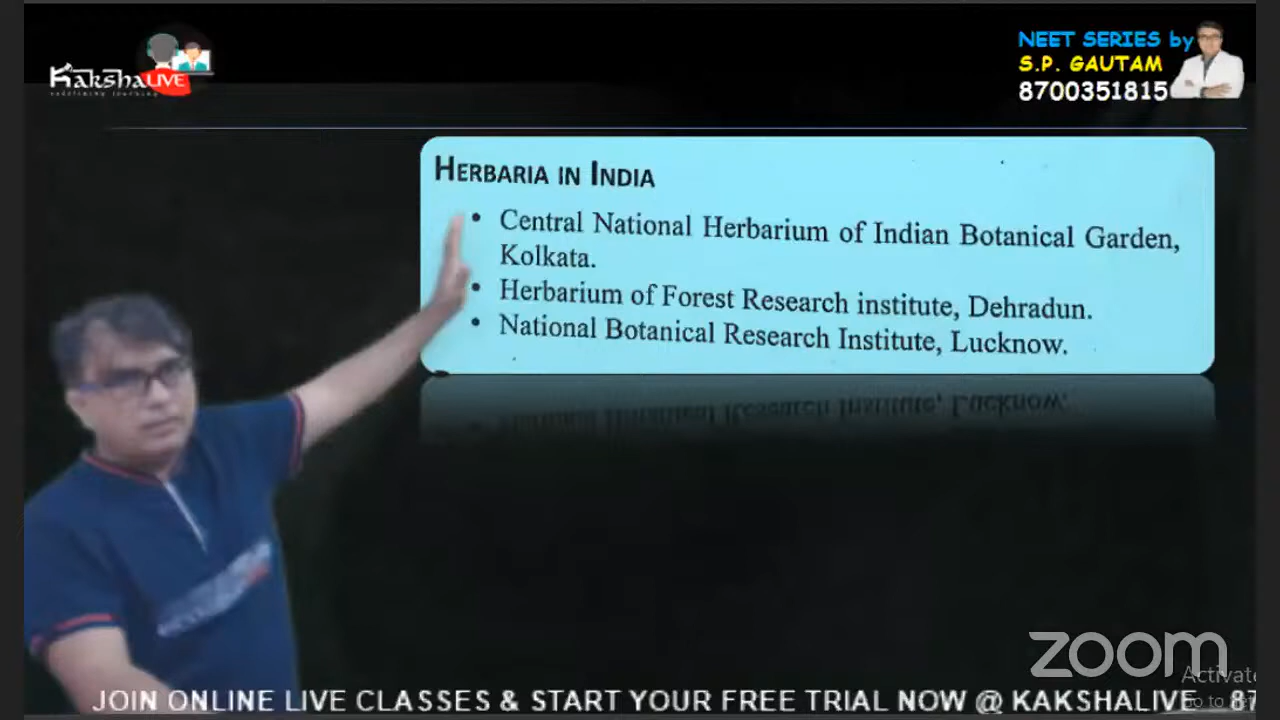 KakshaLIVE
NEET SERIES by
S.P. GAUTAM
8700351815
HERBARIA IN INDIA
• Central National Herbarium of Indian Botanical Garden,
Kolkata.
• Herbarium of Forest Research institute, Dehradun.
• National Botanical Research Institute, Lucknow.
zoom
Activate
JOIN ONLINE LIVE CLASSES & START YOUR FREE TRIAL NOW @ KAKSHALIVE - 87